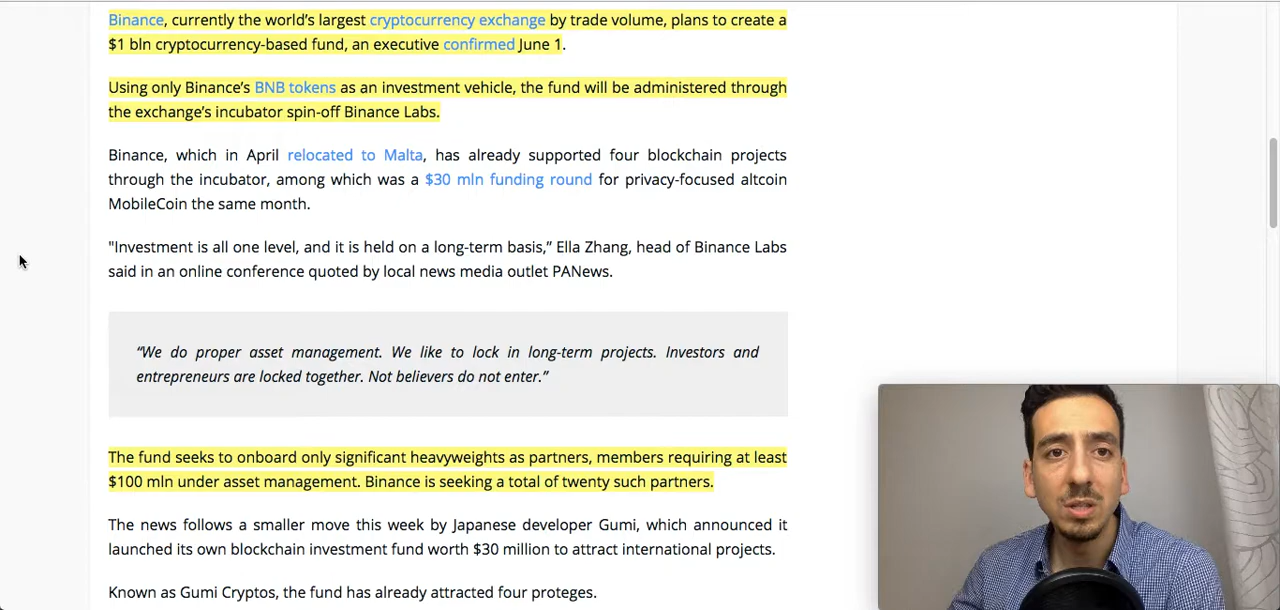 Binance, currently the world's largest cryptocurrency exchange by trade volume, plans to create a
$1 bln cryptocurrency-based fund, an executive confirmed June 1.
Using only Binance's BNB tokens as an investment vehicle, the fund will be administered through
the exchange's incubator spin-off Binance Labs.
Binance, which in April relocated to Malta, has already supported four blockchain projects
through the incubator, among which was a $30 mln funding round for privacy-focused altcoin
MobileCoin the same month.
"Investment is all one level, and it is held on a long-term basis,” Ella Zhang, head of Binance Labs
said in an online conference quoted by local news media outlet PANews.
“We do proper asset management. We like to lock in long-term projects. Investors and
entrepreneurs are locked together. Not believers do not enter.”
The fund seeks to onboard only significant heavyweights as partners, members requiring at least
$100 mln under asset management. Binance is seeking a total of twenty such partners.
The news follows a smaller move this week by Japanese developer Gumi, which announced it
launched its own blockchain investment fund worth $30 million to attract international projects.
Known as Gumi Cryptos, the fund has already attracted four proteges.